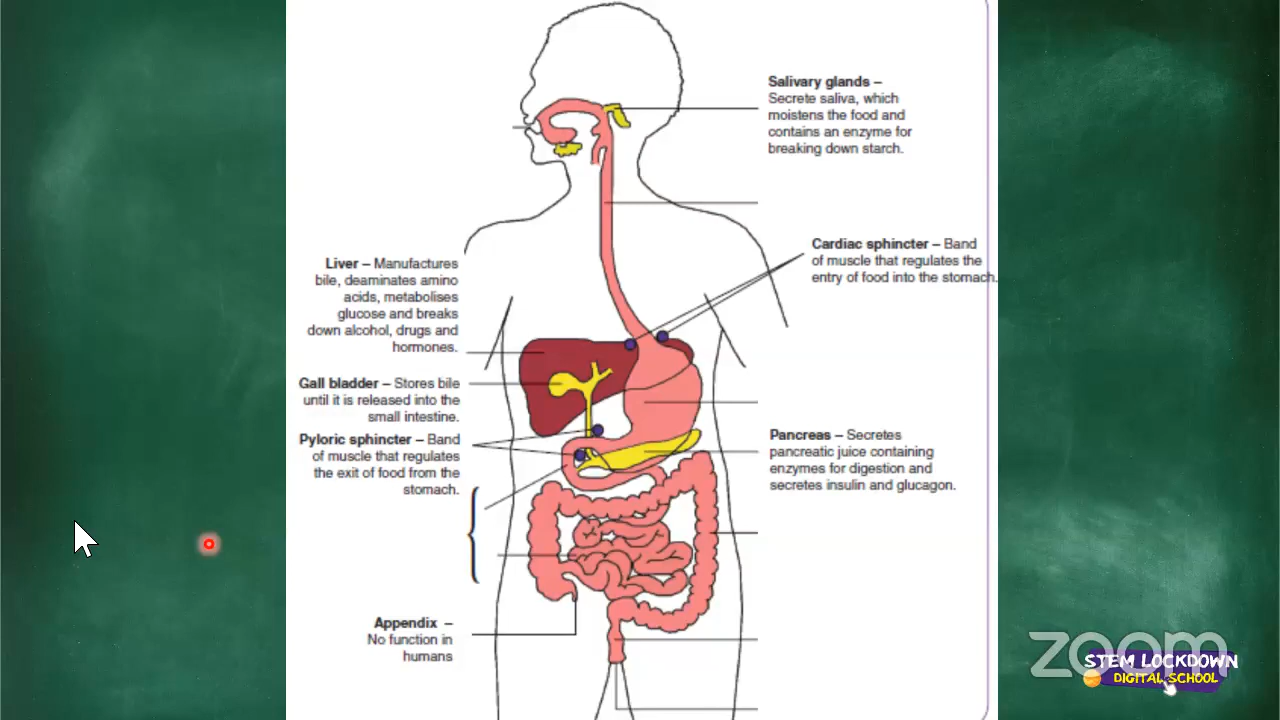 Salivary glands –
Secrete saliva, which
moistens the food and
contains an enzyme for
breaking down starch.
Cardiac sphincter – Band
of muscle that regulates the
entry of food into the stomach.
Liver – Manufactures
bile, deaminates amino
acids, metabolises
glucose and breaks
down alcohol, drugs and
hormones.
Gall bladder – Stores bile
until it is released into the
small intestine.
Pyloric sphincter – Band
of muscle that regulates
the exit of food from the
stomach.
Pancreas – Secretes
pancreatic juice containing
enzymes for digestion and
secretes insulin and glucagon.
Appendix –
No function in
humans
zoom
STEM LOCKDOWN
DIGITAL SCHOOL